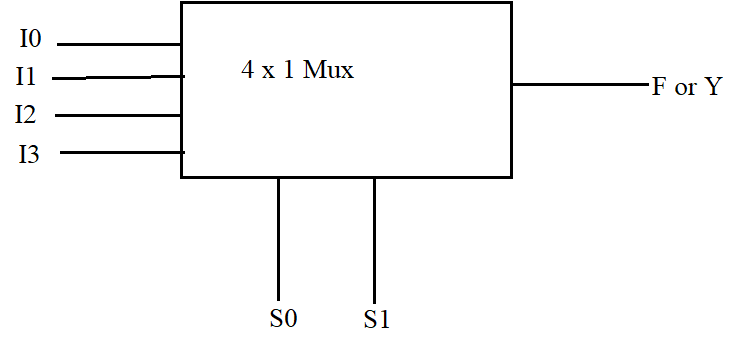 I0
I1
I2
I3
4 x 1 Mux
F or Y
S0
S1